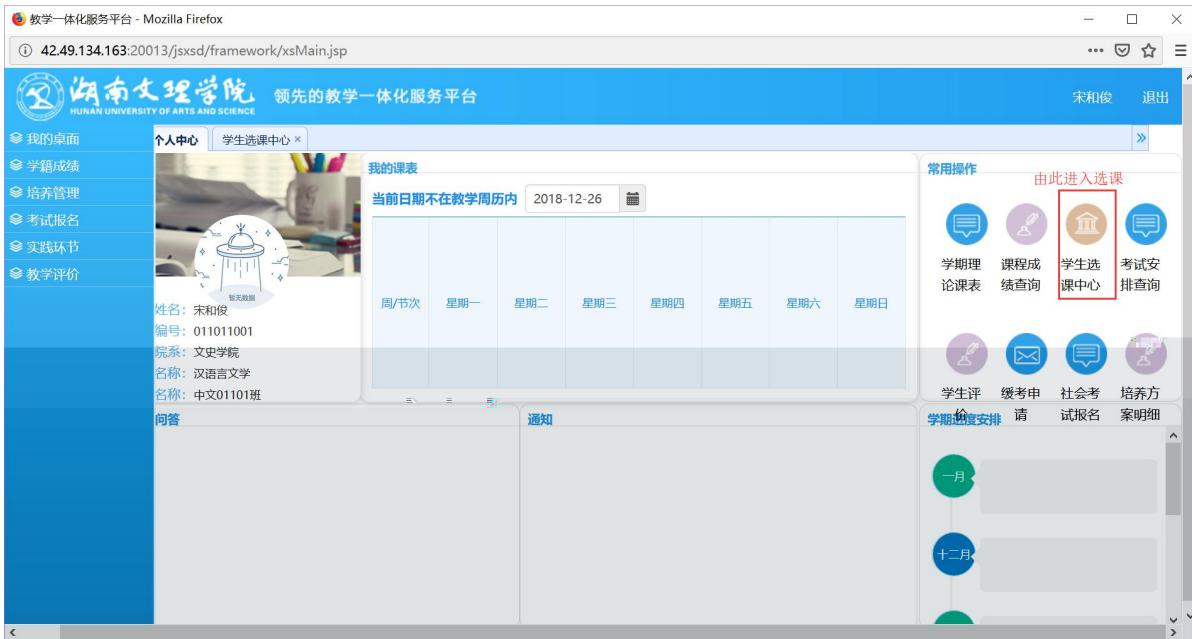 教学一体化服务平台 - Mozilla Firefox
42.49.134.163:20013/jsxsd/framework/xsMain.jsp
湖南文理学院
HUNAN UNIVERSITY OF ARTS AND SCIENCE
领先的教学一体化服务平台
宋和俊 退出
我的桌面
学籍成绩
培养管理
考试报名
实践环节
教学评价
个人中心 学生选课中心 ×
暂无数据
姓名：宋和俊
编号：011011001
院系：文史学院
名称：汉语言文学
名称：中文01101班
我的课表
当前日期不在教学周历内 2018-12-26
周/节次 星期一 星期二 星期三 星期四 星期五 星期六 星期日
常用操作
由此进入选课
学期理论课表
课程成绩查询
学生选课中心
考试安排查询
学生评价
缓考申请
社会考试报名
培养方案明细
问答
通知
学期进度安排
一月
十二月